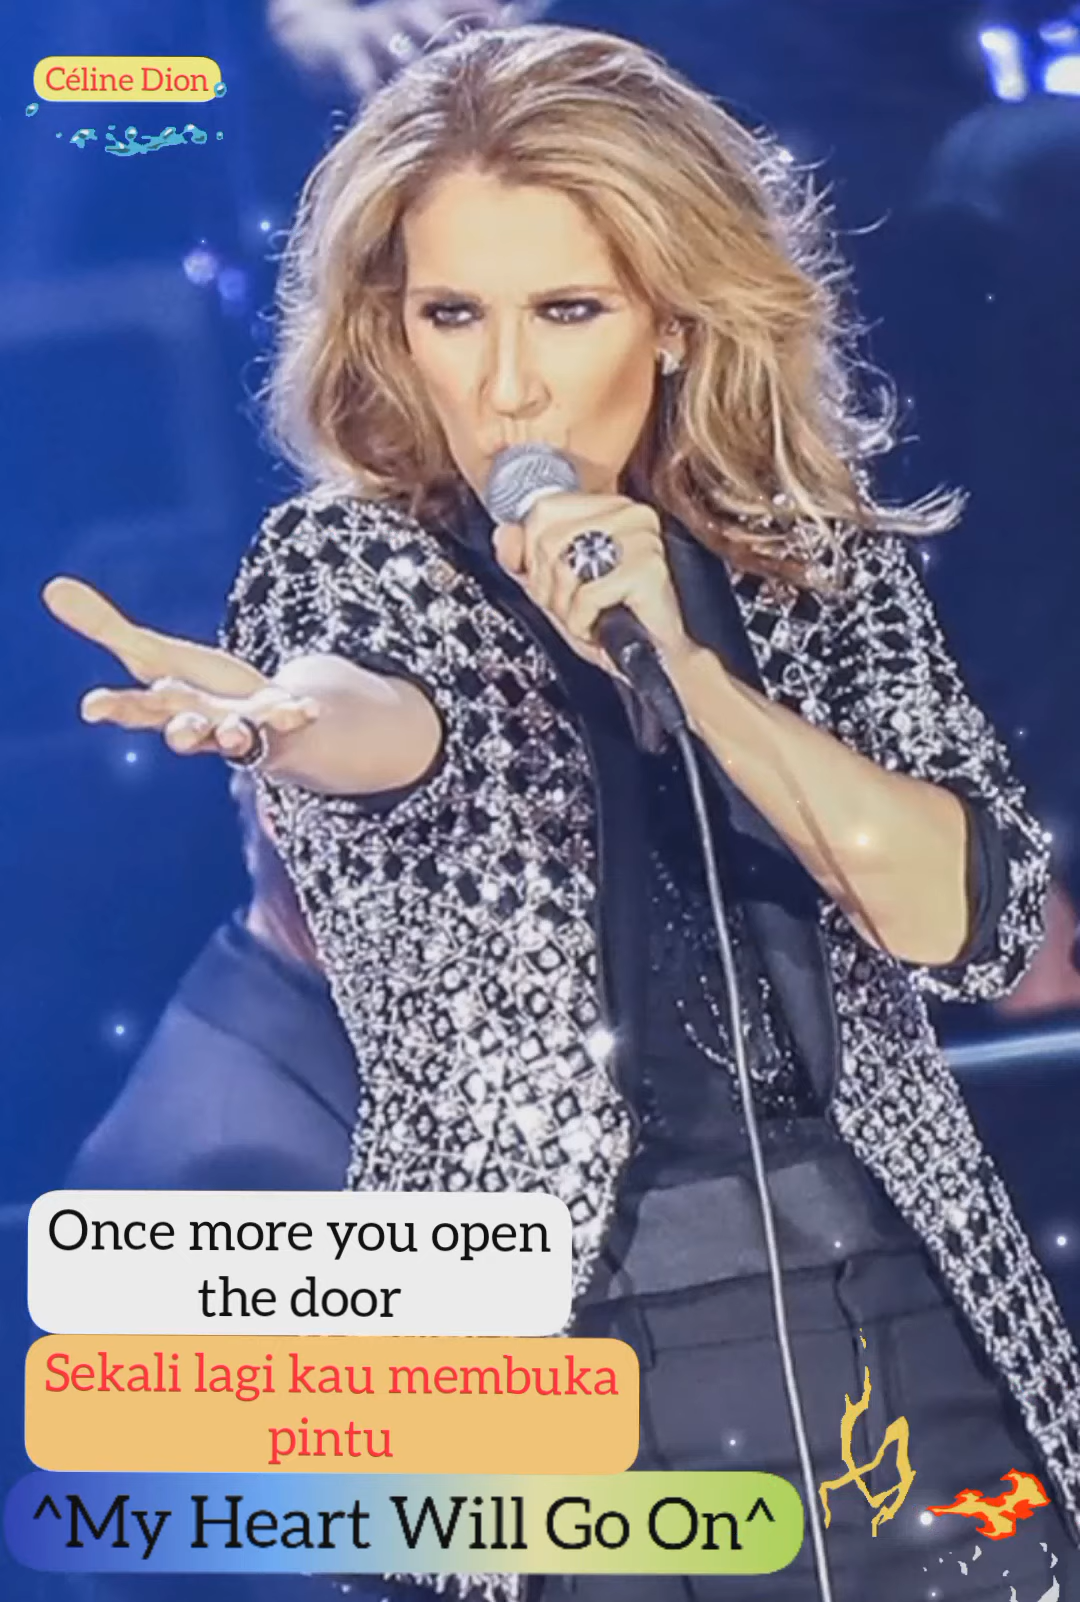 Céline Dion
Once more you open
the door
Sekali lagi kau membuka
pintu
^My Heart Will Go On^